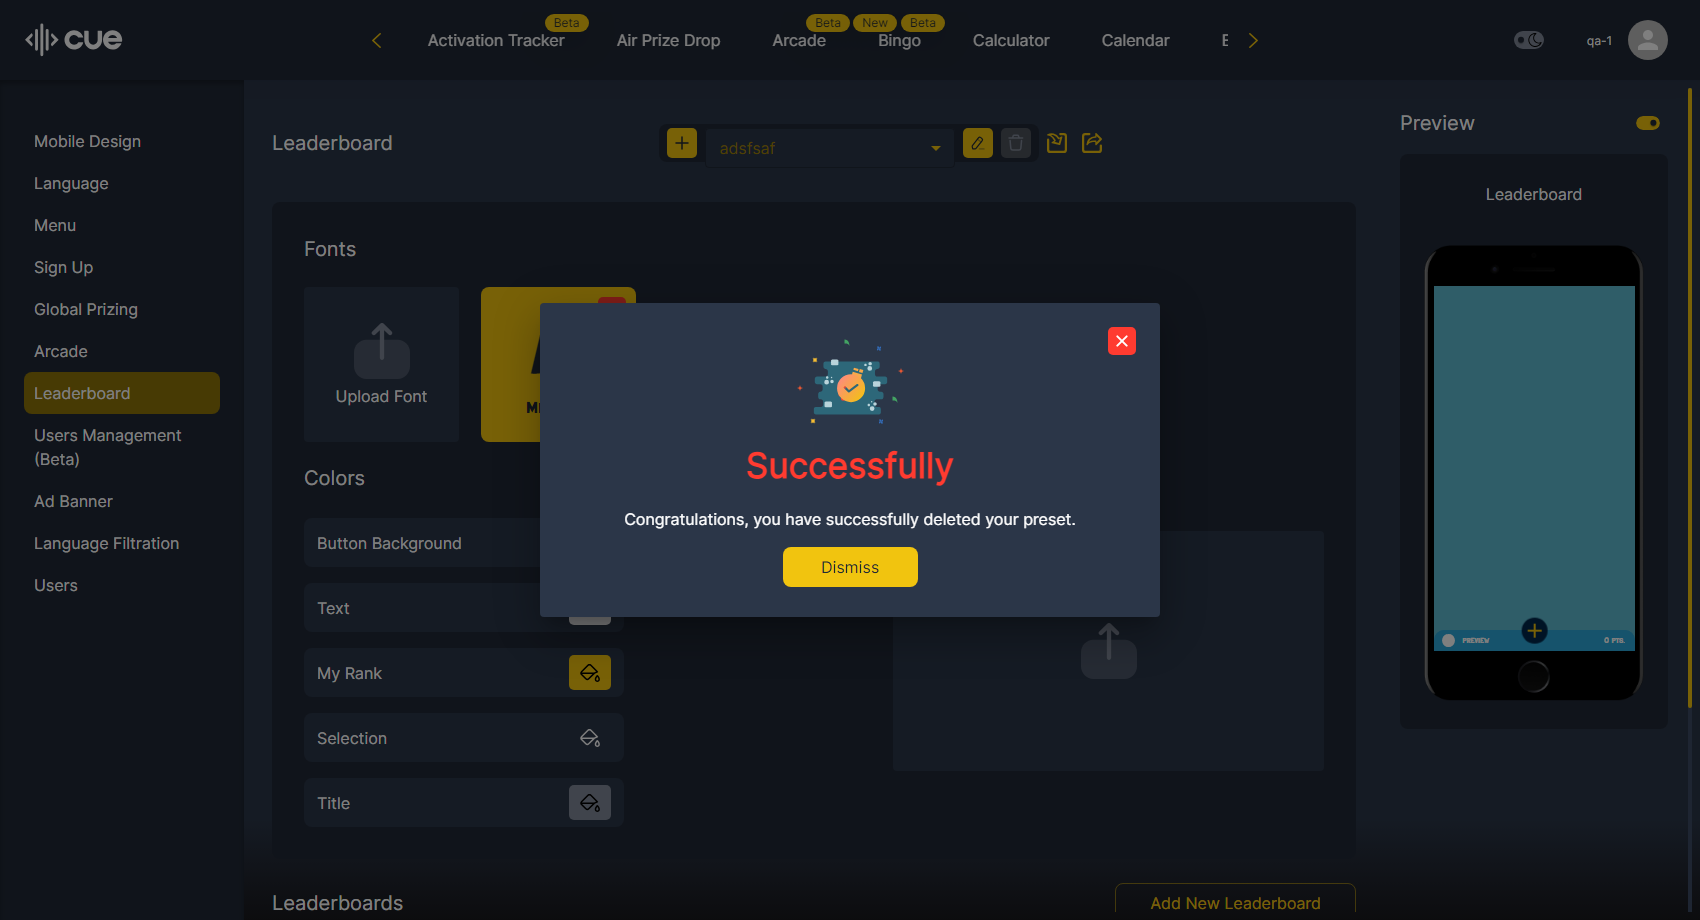 cue
Beta
Activation Tracker
Air Prize Drop
Beta
New
Beta
Arcade
Bingo
Calculator
Calendar
qa-1
Mobile Design
Language
Menu
Sign Up
Global Prizing
Arcade
Leaderboard
Users Management
(Beta)
Ad Banner
Language Filtration
Users
Leaderboard
adsfsaf
Fonts
Upload Font
Colors
Button Background
Text
My Rank
Selection
Title
Successfully
Congratulations, you have successfully deleted your preset.
Dismiss
Preview
Leaderboard
PREVIEW
0 PTS.
Leaderboards
Add New Leaderboard